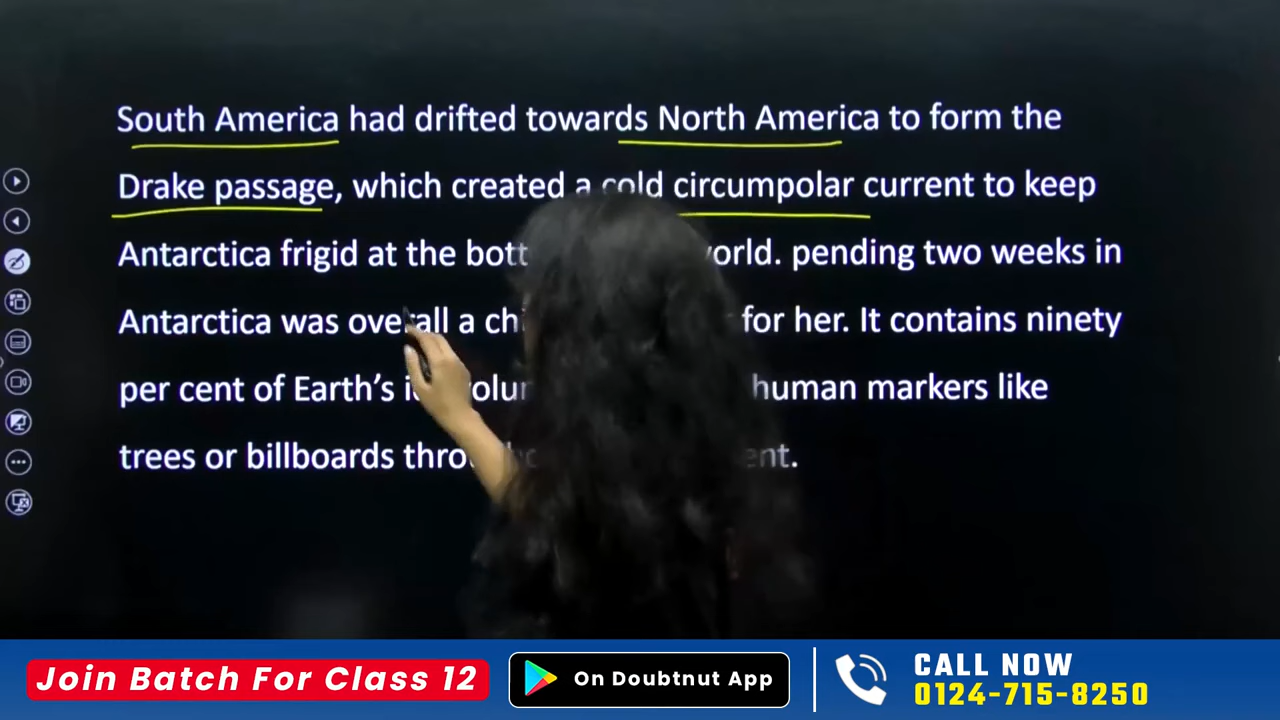 South America had drifted towards North America to form the
Drake passage, which created a cold circumpolar current to keep
Antarctica frigid at the bott orld. pending two weeks in
Antarctica was overall a chi for her. It contains ninety
per cent of Earth's i volu human markers like
trees or billboards thro ent.
Join Batch For Class 12
On Doubtnut App
CALL NOW
0124-715-8250